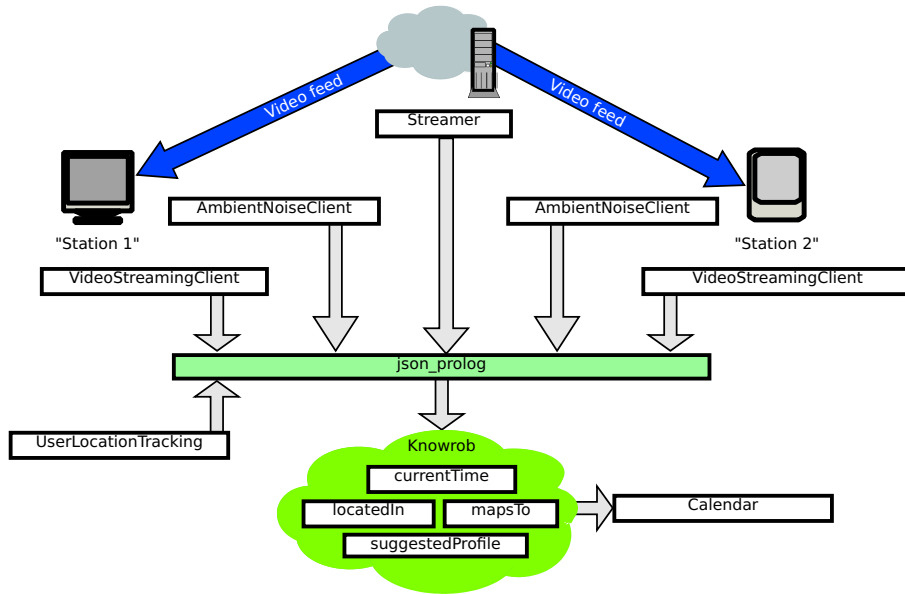 Video feed
Video feed
Streamer
AmbientNoiseClient
AmbientNoiseClient
"Station 1"
"Station 2"
VideoStreamingClient
VideoStreamingClient
json_prolog
UserLocationTracking
Knowrob
currentTime
locatedIn
mapsTo
Calendar
suggestedProfile